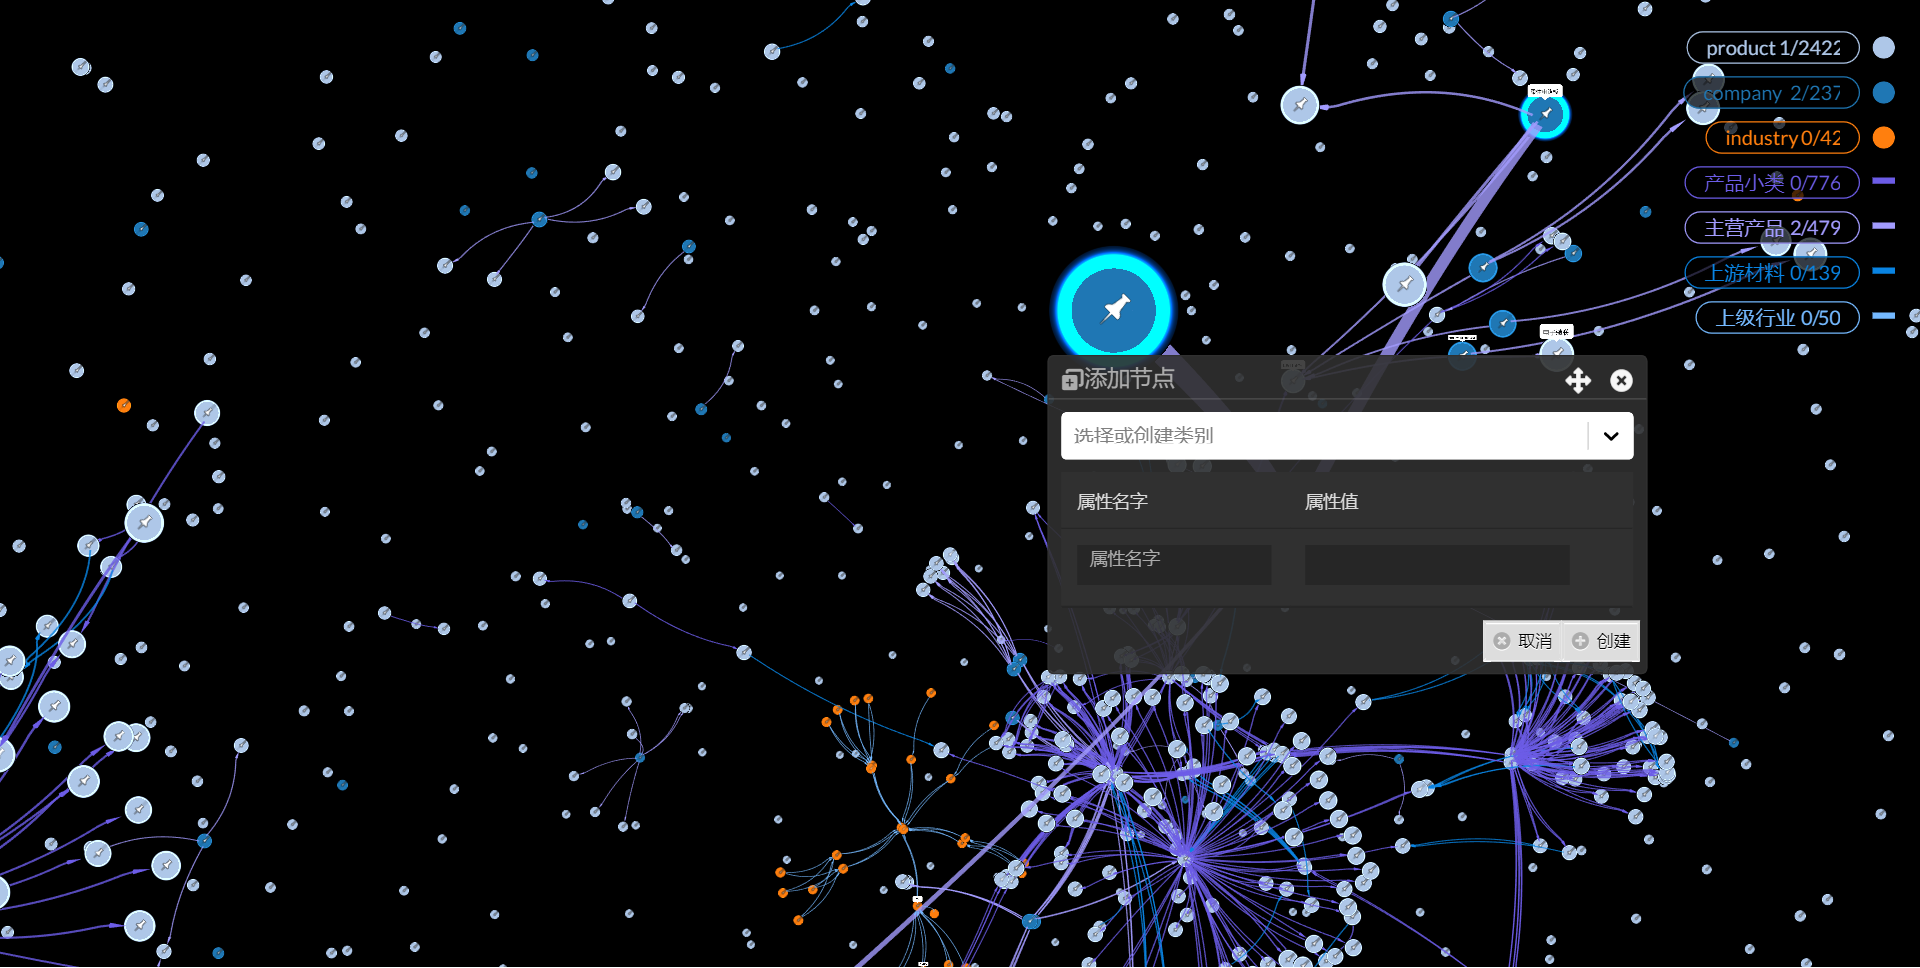 product 1/2422
company 2/237
industry 0/42
产品小类 0/776
主营产品 2/479
上游材料 0/139
上级行业 0/50
添加节点
选择或创建类别
属性名字 属性值
属性名字
取消 创建